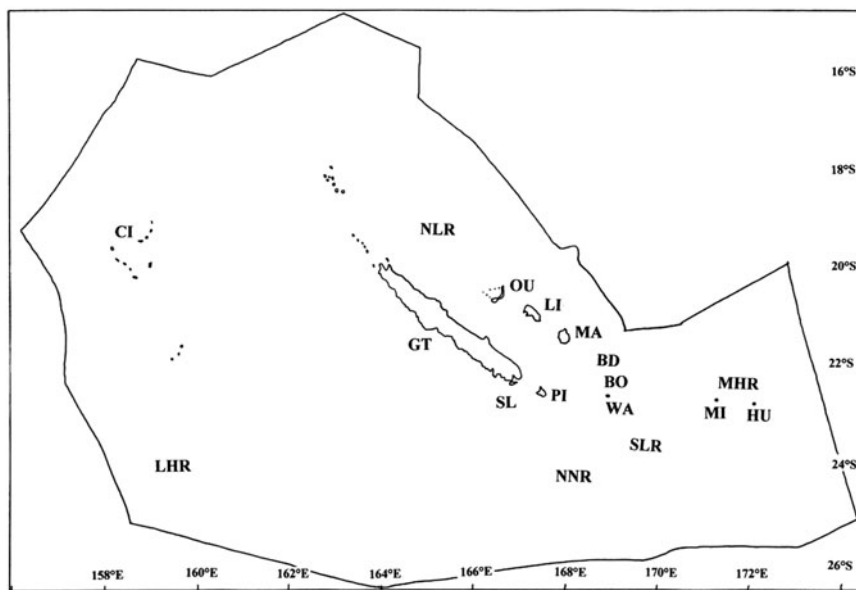 16°S
18°S
CI
NLR
20°S
OU
LI
MA
GT
BD
22°S
BO
MHR
SL
PI
WA
MI
HU
SLR
LHR
NNR
24°S
26°S
158°E 160°E 162°E 164°E 166°E 168°E 170°E 172°E